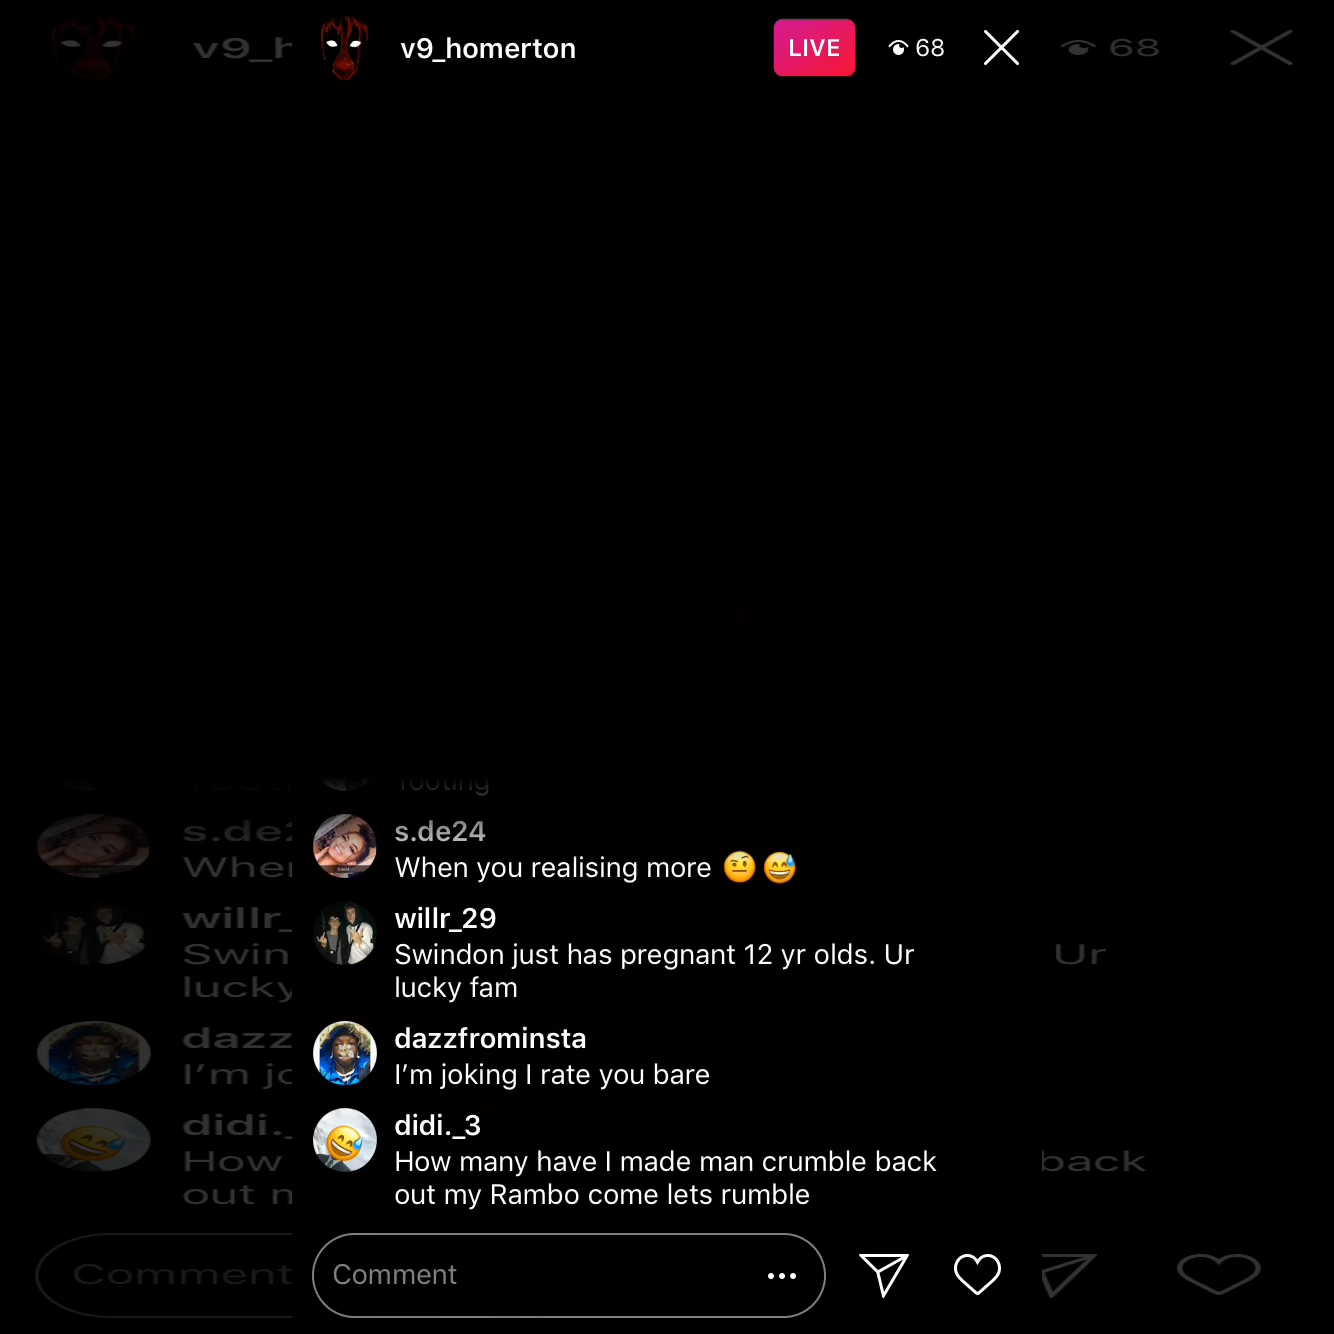 v9_homerton LIVE 68
s.de24
When you realising more 🤨😅
willr_29
Swindon just has pregnant 12 yr olds. Ur
lucky fam
dazzfrominsta
I'm joking I rate you bare
didi._3
How many have I made man crumble back
out my Rambo come lets rumble
Comment